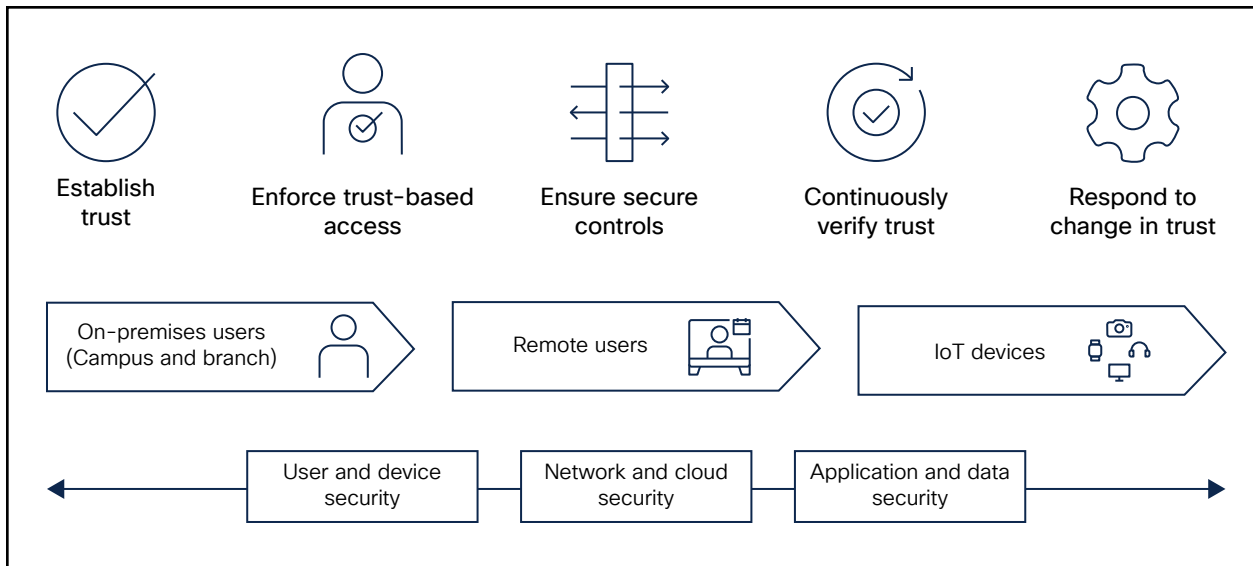 Establish
trust
Enforce trust-based
access
Ensure secure
controls
Continuously
verify trust
Respond to
change in trust
On-premises users
(Campus and branch)
Remote users
IoT devices
User and device
security
Network and cloud
security
Application and data
security